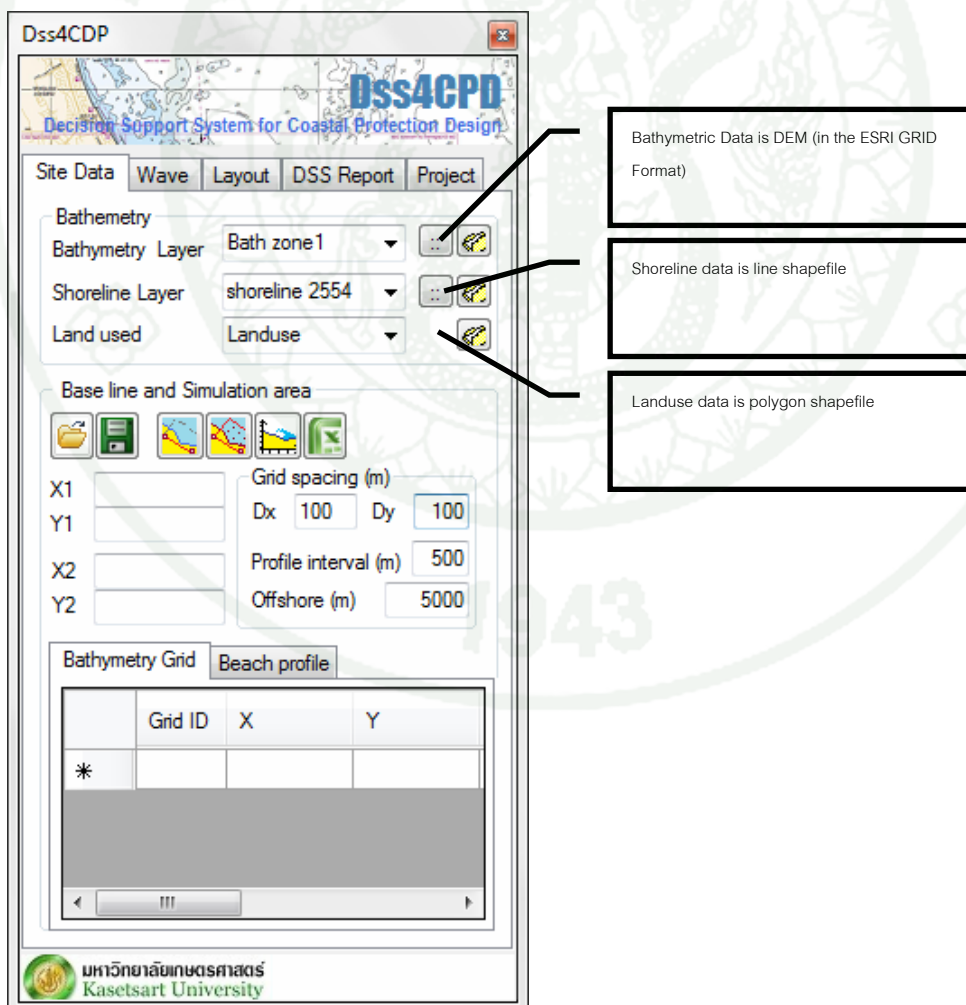 Dss4CDP
Dss4CPD
Decision Support System for Coastal Protection Design
Site Data Wave Layout DSS Report Project
Bathemetry
Bathymetry Layer Bath zone1
Shoreline Layer shoreline 2554
Land used Landuse
Base line and Simulation area
X1
Y1
X2
Y2
Grid spacing (m)
Dx 100 Dy 100
Profile interval (m) 500
Offshore (m) 5000
Bathymetry Grid Beach profile
Grid ID X Y
มหาวิทยาลัยเกษตรศาสตร์
Kasetsart University
Bathymetric Data is DEM (in the ESRI GRID
Format)
Shoreline data is line shapefile
Landuse data is polygon shapefile
1943